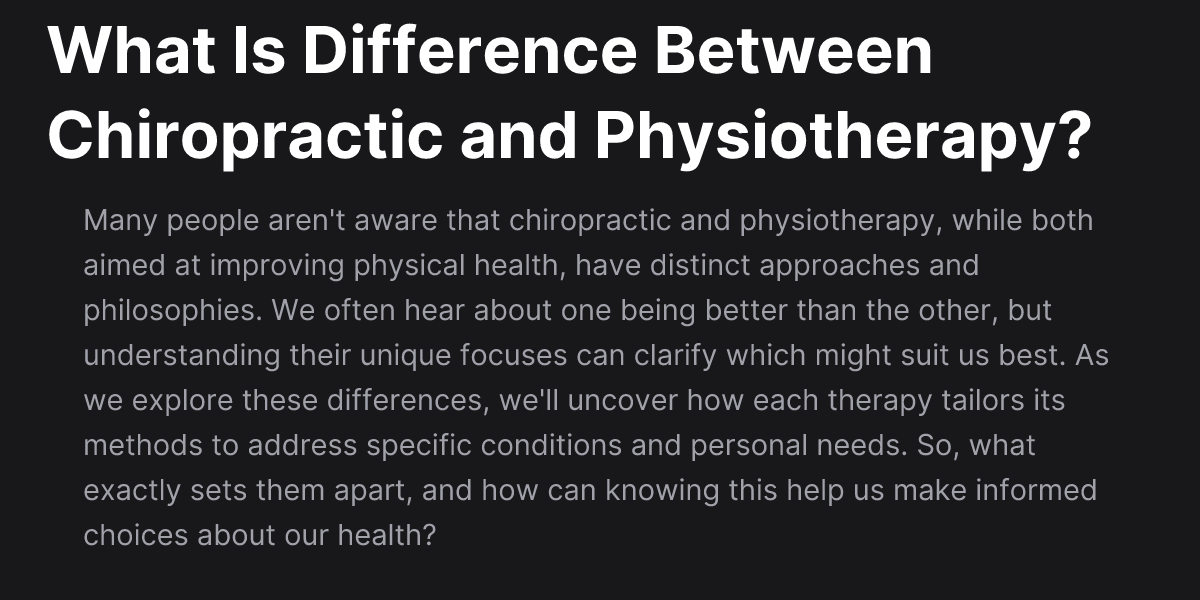 What Is Difference Between
Chiropractic and Physiotherapy?
Many people aren't aware that chiropractic and physiotherapy, while both
aimed at improving physical health, have distinct approaches and
philosophies. We often hear about one being better than the other, but
understanding their unique focuses can clarify which might suit us best. As
we explore these differences, we'll uncover how each therapy tailors its
methods to address specific conditions and personal needs. So, what
exactly sets them apart, and how can knowing this help us make informed
choices about our health?